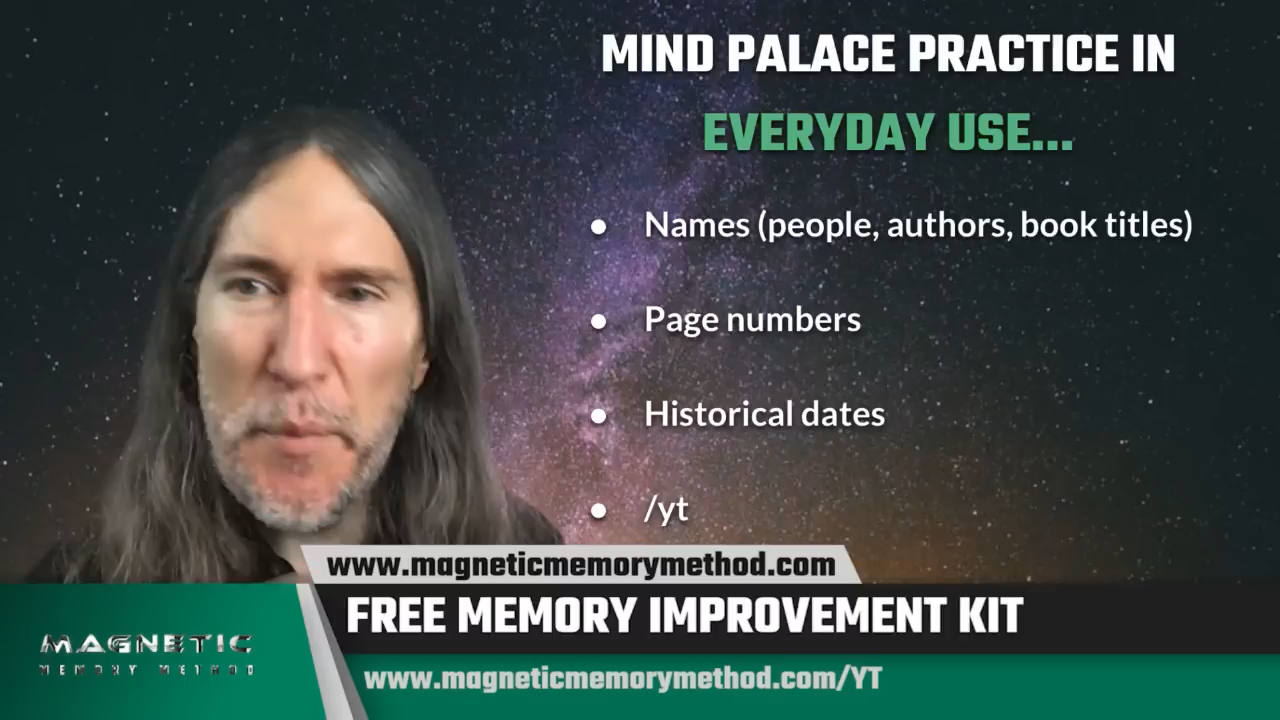 MIND PALACE PRACTICE IN
EVERYDAY USE...
● Names (people, authors, book titles)
● Page numbers
● Historical dates
● /yt
www.magneticmemorymethod.com
FREE MEMORY IMPROVEMENT KIT
MAGNETIC
MEMORY METHOD
www.magneticmemorymethod.com/YT